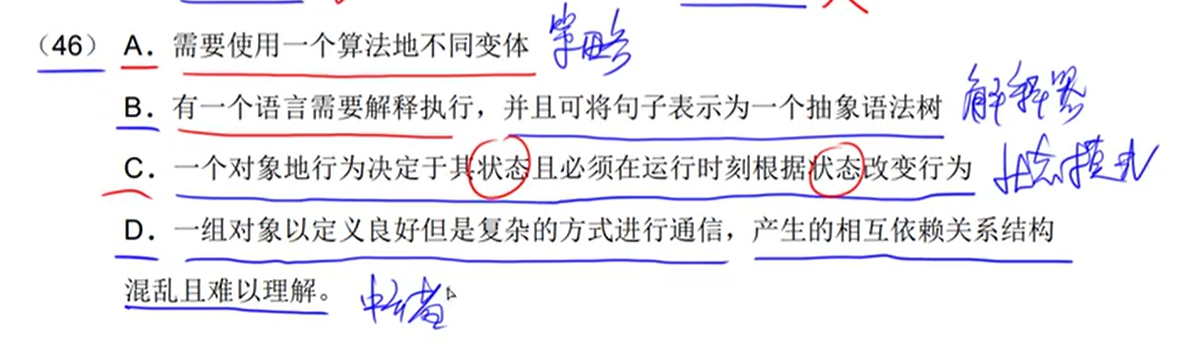 (46) A. 需要使用一个算法地不同变体 策略
B. 有一个语言需要解释执行，并且可将句子表示为一个抽象语法树 解释器
C. 一个对象地行为决定于其状态且必须在运行时刻根据状态改变行为 状态模式
D. 一组对象以定义良好但是复杂的方式进行通信，产生的相互依赖关系结构
混乱且难以理解。 中介者